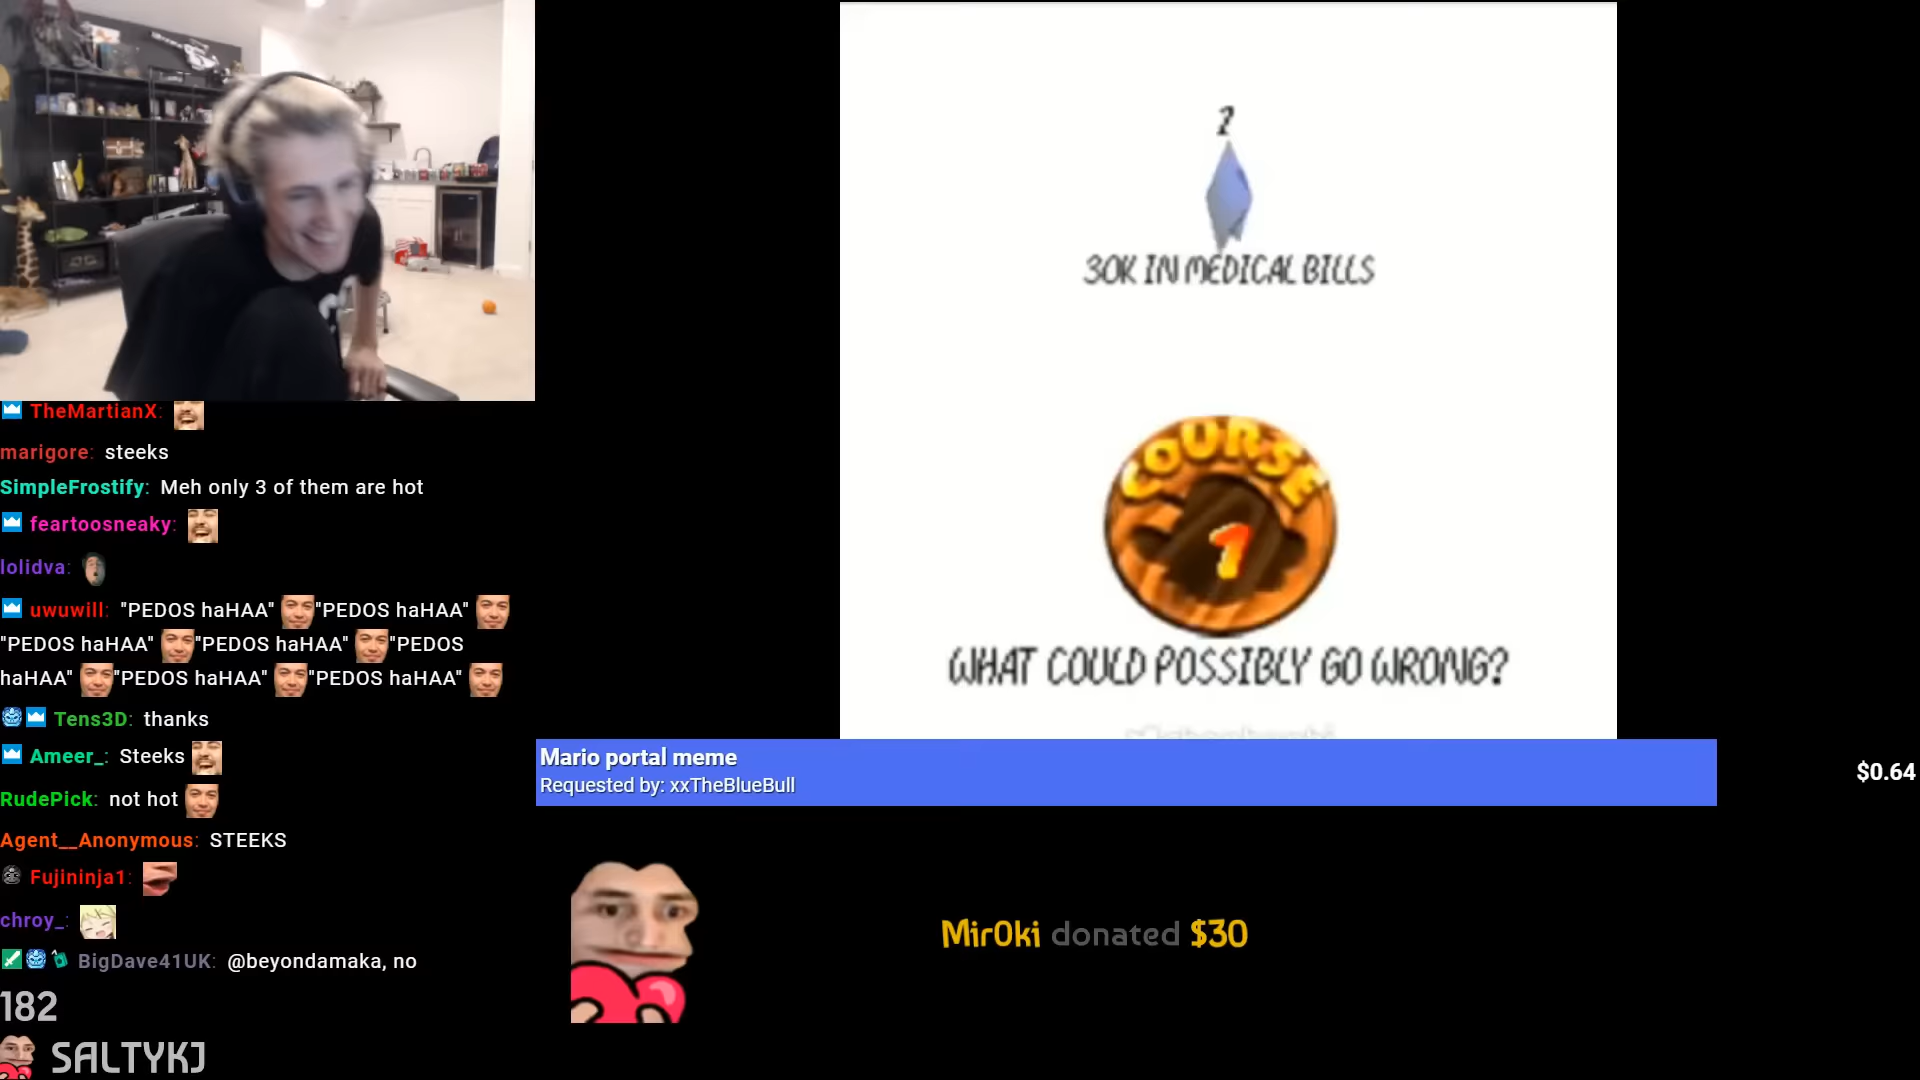 TheMartianX:
marigore: steeks
SimpleFrostify: Meh only 3 of them are hot
feartoosneaky:
lolidva:
uwuwill: "PEDOS haHAA" "PEDOS haHAA"
"PEDOS haHAA" "PEDOS haHAA" "PEDOS
haHAA" "PEDOS haHAA" "PEDOS haHAA"
Tens3D: thanks
Ameer_: Steeks
RudePick: not hot
Agent__Anonymous: STEEKS
Fujininja1:
chroy_:
BigDave41UK: @beyondamaka, no
182
SALTYKJ
?
30K IN MEDICAL BILLS
COURSE
1
WHAT COULD POSSIBLY GO WRONG?
Mario portal meme
Requested by: xxTheBlueBull
$0.64
Mir0ki donated $30